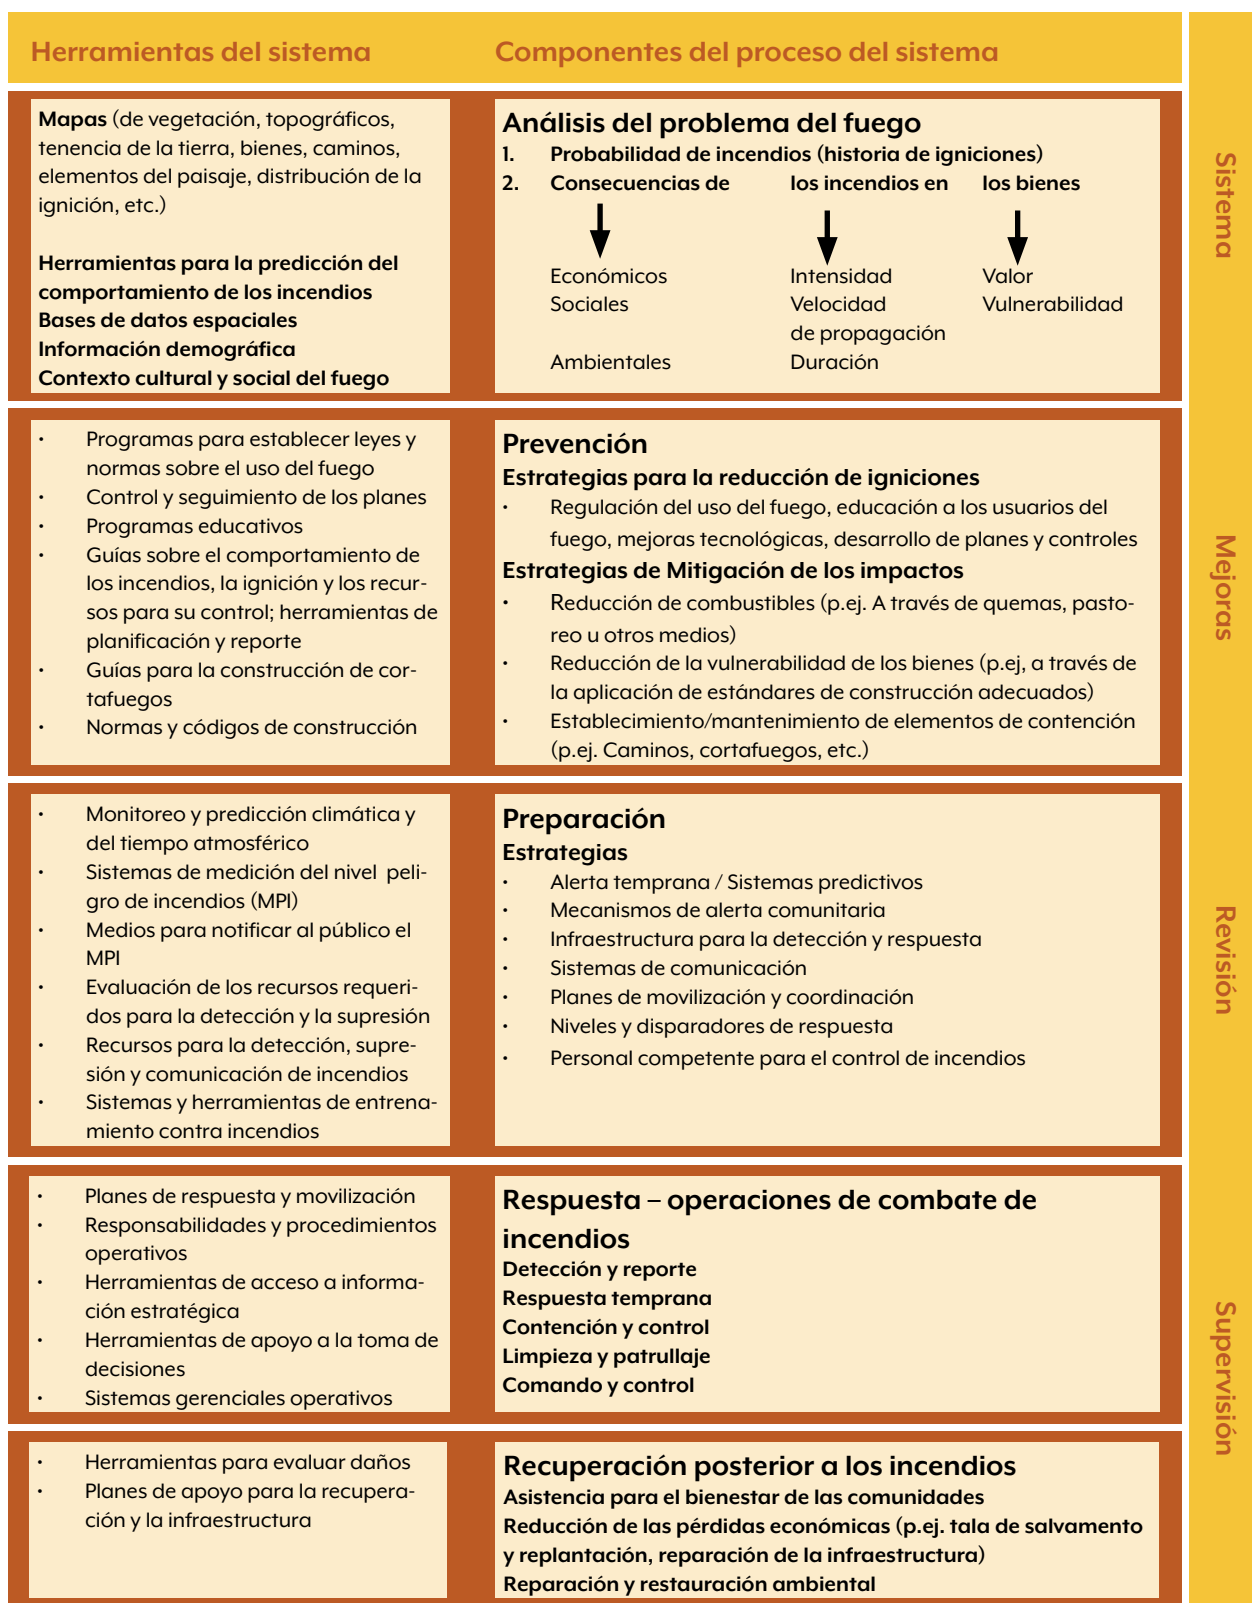 Herramientas del sistema
Componentes del proceso del sistema
Mapas (de vegetación, topográficos,
tenencia de la tierra, bienes, caminos,
elementos del paisaje, distribución de la
ignición, etc.)
Herramientas para la predicción del
comportamiento de los incendios
Bases de datos espaciales
Información demográfica
Contexto cultural y social del fuego
Análisis del problema del fuego
1. Probabilidad de incendios (historia de igniciones)
2. Consecuencias de los incendios en los bienes
Económicos Intensidad Valor
Sociales Velocidad Vulnerabilidad
de propagación
Ambientales Duración
• Programas para establecer leyes y
normas sobre el uso del fuego
• Control y seguimiento de los planes
• Programas educativos
• Guías sobre el comportamiento de
los incendios, la ignición y los recur-
sos para su control; herramientas de
planificación y reporte
• Guías para la construcción de cor-
tafuegos
• Normas y códigos de construcción
Prevención
Estrategias para la reducción de igniciones
• Regulación del uso del fuego, educación a los usuarios del
fuego, mejoras tecnológicas, desarrollo de planes y controles
Estrategias de Mitigación de los impactos
• Reducción de combustibles (p.ej. A través de quemas, pasto-
reo u otros medios)
• Reducción de la vulnerabilidad de los bienes (p.ej, a través de
la aplicación de estándares de construcción adecuados)
• Establecimiento/mantenimiento de elementos de contención
(p.ej. Caminos, cortafuegos, etc.)
• Monitoreo y predicción climática y
del tiempo atmosférico
• Sistemas de medición del nivel peli-
gro de incendios (MPI)
• Medios para notificar al público el
MPI
• Evaluación de los recursos requeri-
dos para la detección y la supresión
• Recursos para la detección, supre-
sión y comunicación de incendios
• Sistemas y herramientas de entrena-
miento contra incendios
Preparación
Estrategias
• Alerta temprana / Sistemas predictivos
• Mecanismos de alerta comunitaria
• Infraestructura para la detección y respuesta
• Sistemas de comunicación
• Planes de movilización y coordinación
• Niveles y disparadores de respuesta
• Personal competente para el control de incendios
• Planes de respuesta y movilización
• Responsabilidades y procedimientos
operativos
• Herramientas de acceso a informa-
ción estratégica
• Herramientas de apoyo a la toma de
decisiones
• Sistemas gerenciales operativos
Respuesta – operaciones de combate de
incendios
Detección y reporte
Respuesta temprana
Contención y control
Limpieza y patrullaje
Comando y control
• Herramientas para evaluar daños
• Planes de apoyo para la recupera-
ción y la infraestructura
Recuperación posterior a los incendios
Asistencia para el bienestar de las comunidades
Reducción de las pérdidas económicas (p.ej. tala de salvamento
y replantación, reparación de la infraestructura)
Reparación y restauración ambiental
Sistema
Mejoras
Revisión
Supervisión